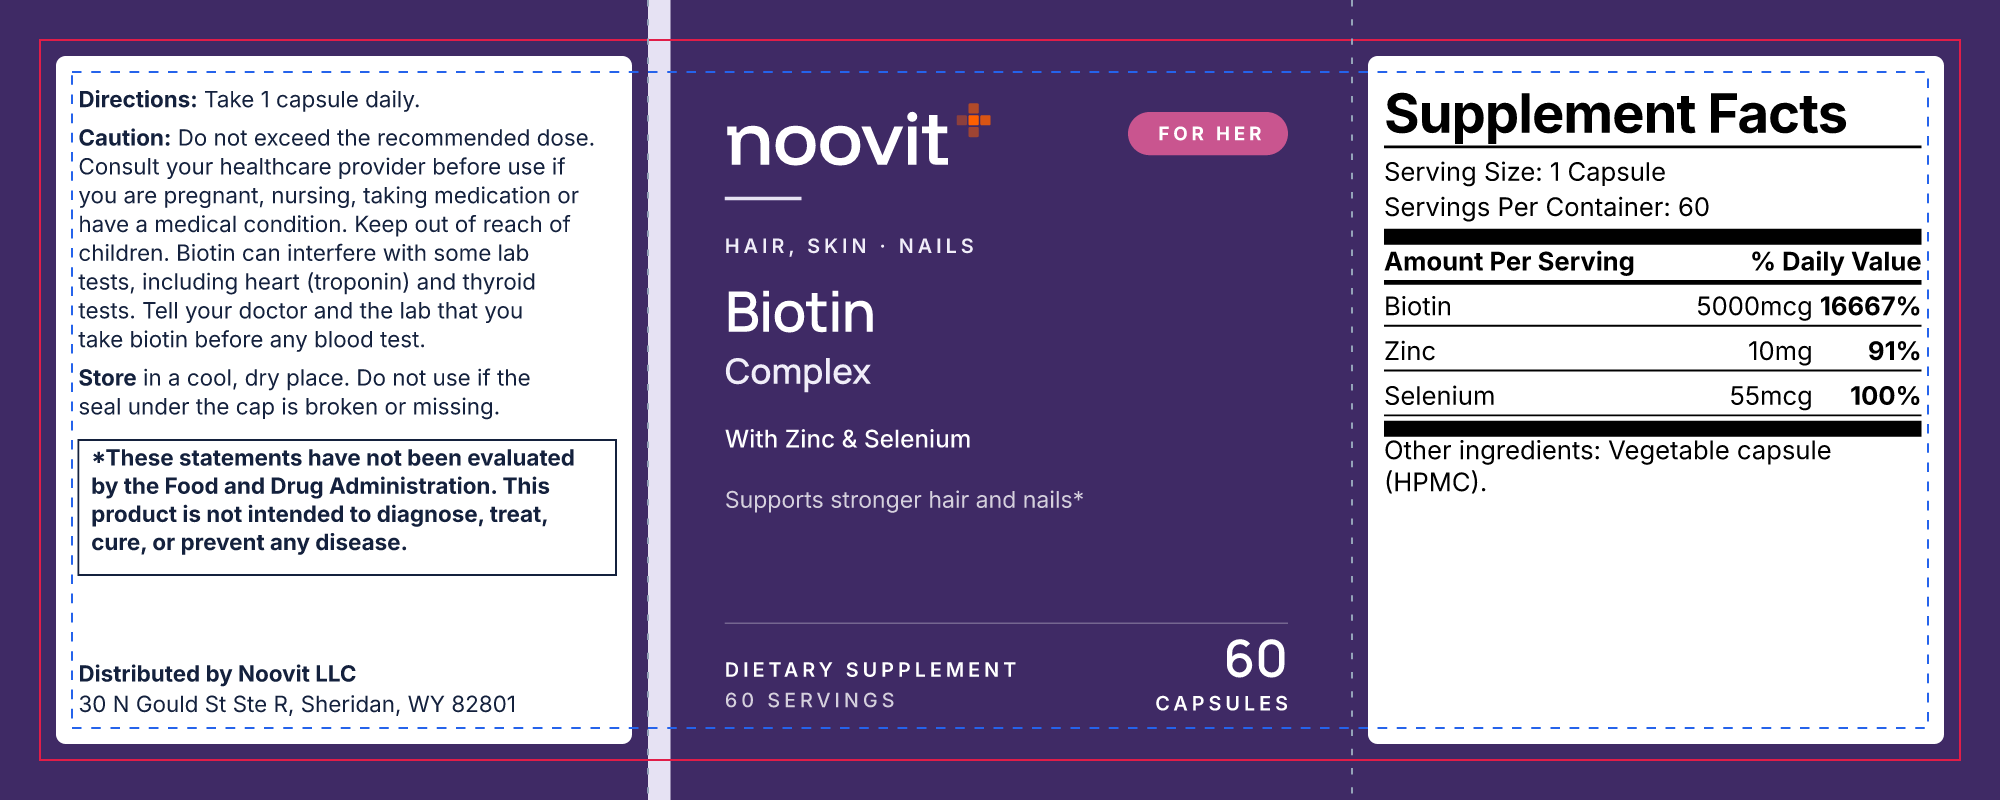 Directions: Take 1 capsule daily.
Caution: Do not exceed the recommended dose.
Consult your healthcare provider before use if
you are pregnant, nursing, taking medication or
have a medical condition. Keep out of reach of
children. Biotin can interfere with some lab
tests, including heart (troponin) and thyroid
tests. Tell your doctor and the lab that you
take biotin before any blood test.
Store in a cool, dry place. Do not use if the
seal under the cap is broken or missing.
*These statements have not been evaluated
by the Food and Drug Administration. This
product is not intended to diagnose, treat,
cure, or prevent any disease.
Distributed by Noovit LLC
30 N Gould St Ste R, Sheridan, WY 82801
noovit
FOR HER
HAIR, SKIN · NAILS
Biotin
Complex
With Zinc & Selenium
Supports stronger hair and nails*
DIETARY SUPPLEMENT
60 SERVINGS
60
CAPSULES
Supplement Facts
Serving Size: 1 Capsule
Servings Per Container: 60
Amount Per Serving % Daily Value
Biotin 5000mcg 16667%
Zinc 10mg 91%
Selenium 55mcg 100%
Other ingredients: Vegetable capsule
(HPMC).